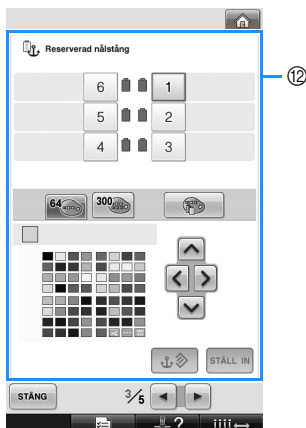 Reserverad nålstång
⑫
6 1
5 2
4 3
64 300
STÄLL IN
STÄNG 3/5
?